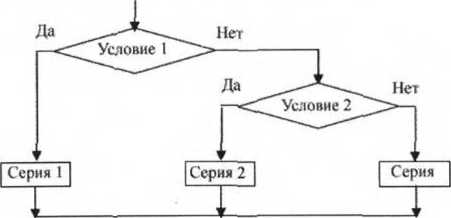 Да
Условие 1
Нет
Да
Условие 2
Нет
Серия 1
Серия 2
Серия